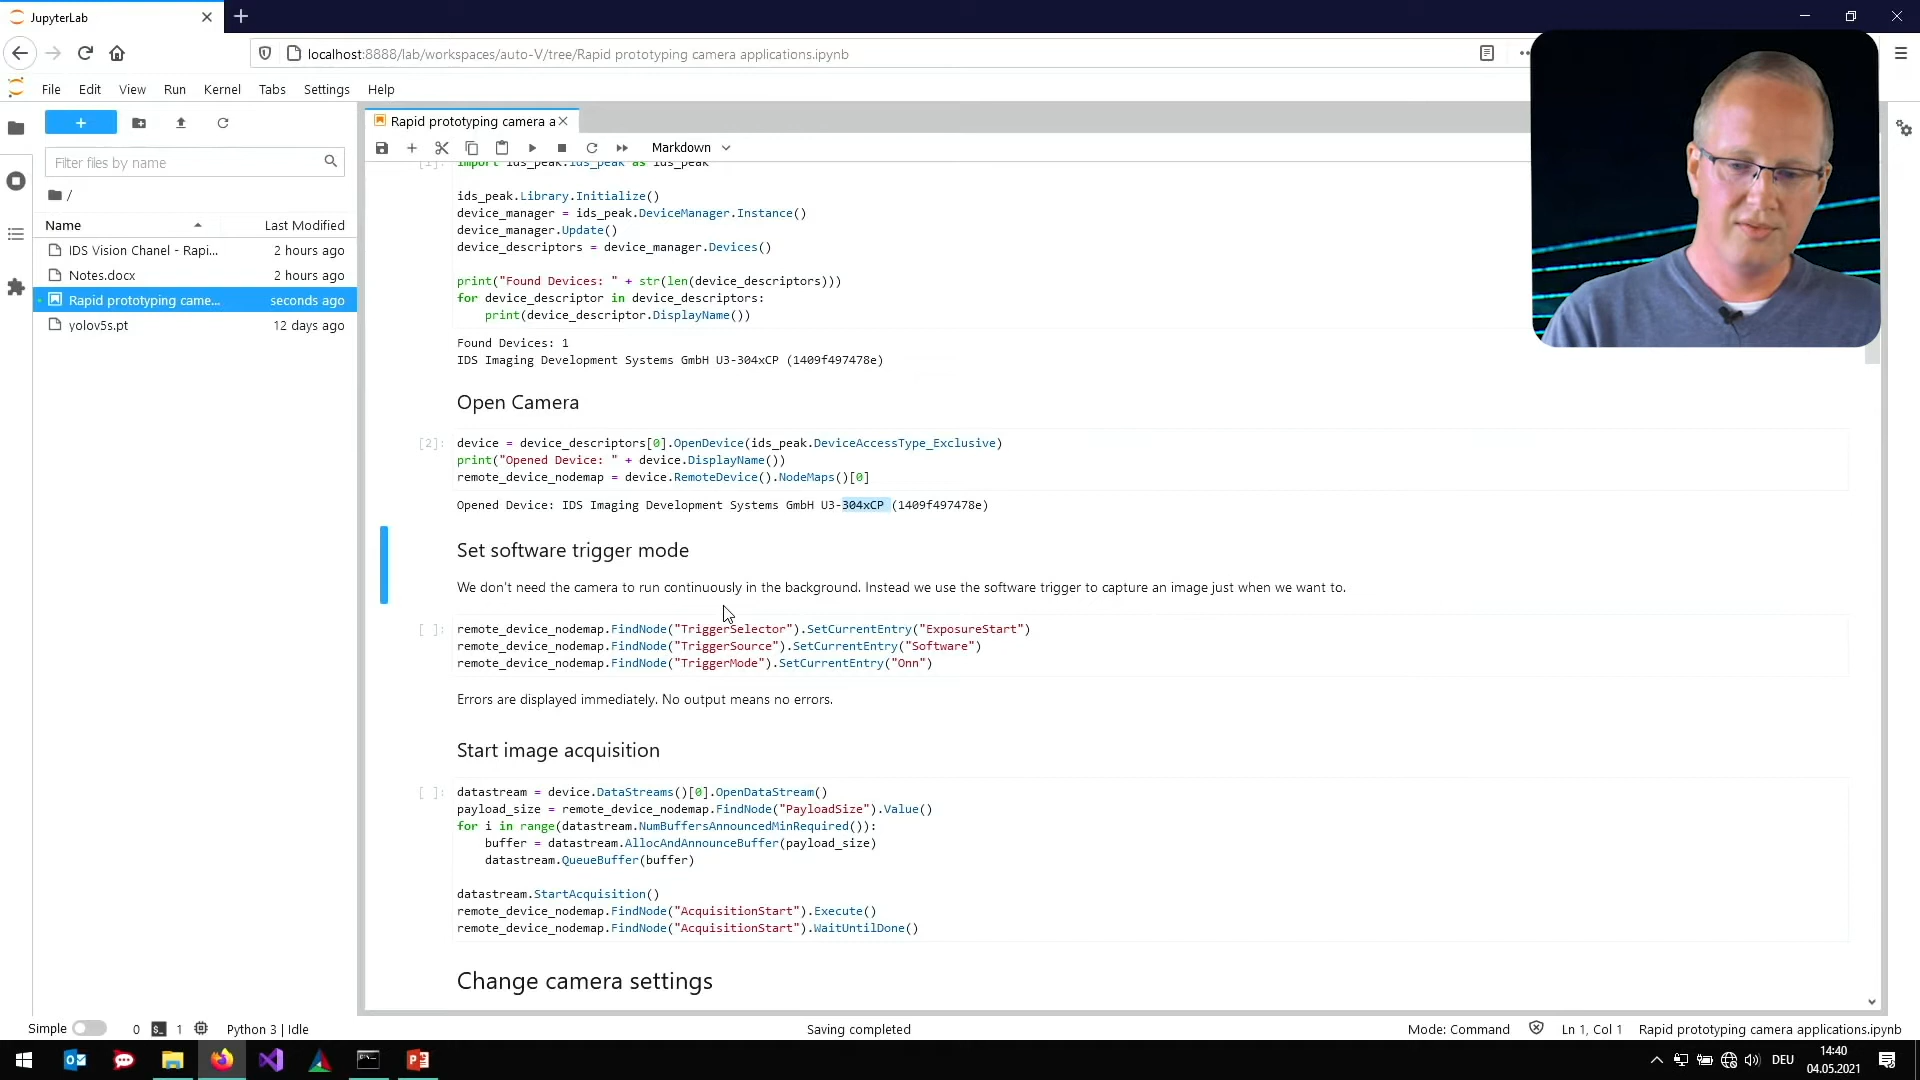 JupyterLab
localhost:8888/lab/workspaces/auto-V/tree/Rapid prototyping camera applications.ipynb
File Edit View Run Kernel Tabs Settings Help
Filter files by name
/
Name Last Modified
IDS Vision Chanel - Rapi... 2 hours ago
Notes.docx 2 hours ago
Rapid prototyping came... seconds ago
yolov5s.pt 12 days ago
Rapid prototyping camera a
Markdown
[1]: import ids_peak.ids_peak as ids_peak
ids_peak.Library.Initialize()
device_manager = ids_peak.DeviceManager.Instance()
device_manager.Update()
device_descriptors = device_manager.Devices()
print("Found Devices: " + str(len(device_descriptors)))
for device_descriptor in device_descriptors:
    print(device_descriptor.DisplayName())
Found Devices: 1
IDS Imaging Development Systems GmbH U3-304xCP (1409f497478e)
Open Camera
[2]: device = device_descriptors[0].OpenDevice(ids_peak.DeviceAccessType_Exclusive)
print("Opened Device: " + device.DisplayName())
remote_device_nodemap = device.RemoteDevice().NodeMaps()[0]
Opened Device: IDS Imaging Development Systems GmbH U3-304xCP (1409f497478e)
Set software trigger mode
We don't need the camera to run continuously in the background. Instead we use the software trigger to capture an image just when we want to.
[ ]: remote_device_nodemap.FindNode("TriggerSelector").SetCurrentEntry("ExposureStart")
remote_device_nodemap.FindNode("TriggerSource").SetCurrentEntry("Software")
remote_device_nodemap.FindNode("TriggerMode").SetCurrentEntry("Onn")
Errors are displayed immediately. No output means no errors.
Start image acquisition
[ ]: datastream = device.DataStreams()[0].OpenDataStream()
payload_size = remote_device_nodemap.FindNode("PayloadSize").Value()
for i in range(datastream.NumBuffersAnnouncedMinRequired()):
    buffer = datastream.AllocAndAnnounceBuffer(payload_size)
    datastream.QueueBuffer(buffer)
datastream.StartAcquisition()
remote_device_nodemap.FindNode("AcquisitionStart").Execute()
remote_device_nodemap.FindNode("AcquisitionStart").WaitUntilDone()
Change camera settings
Simple 0 1 Python 3 | Idle Saving completed Mode: Command Ln 1, Col 1 Rapid prototyping camera applications.ipynb
DEU 14:40
04.05.2021